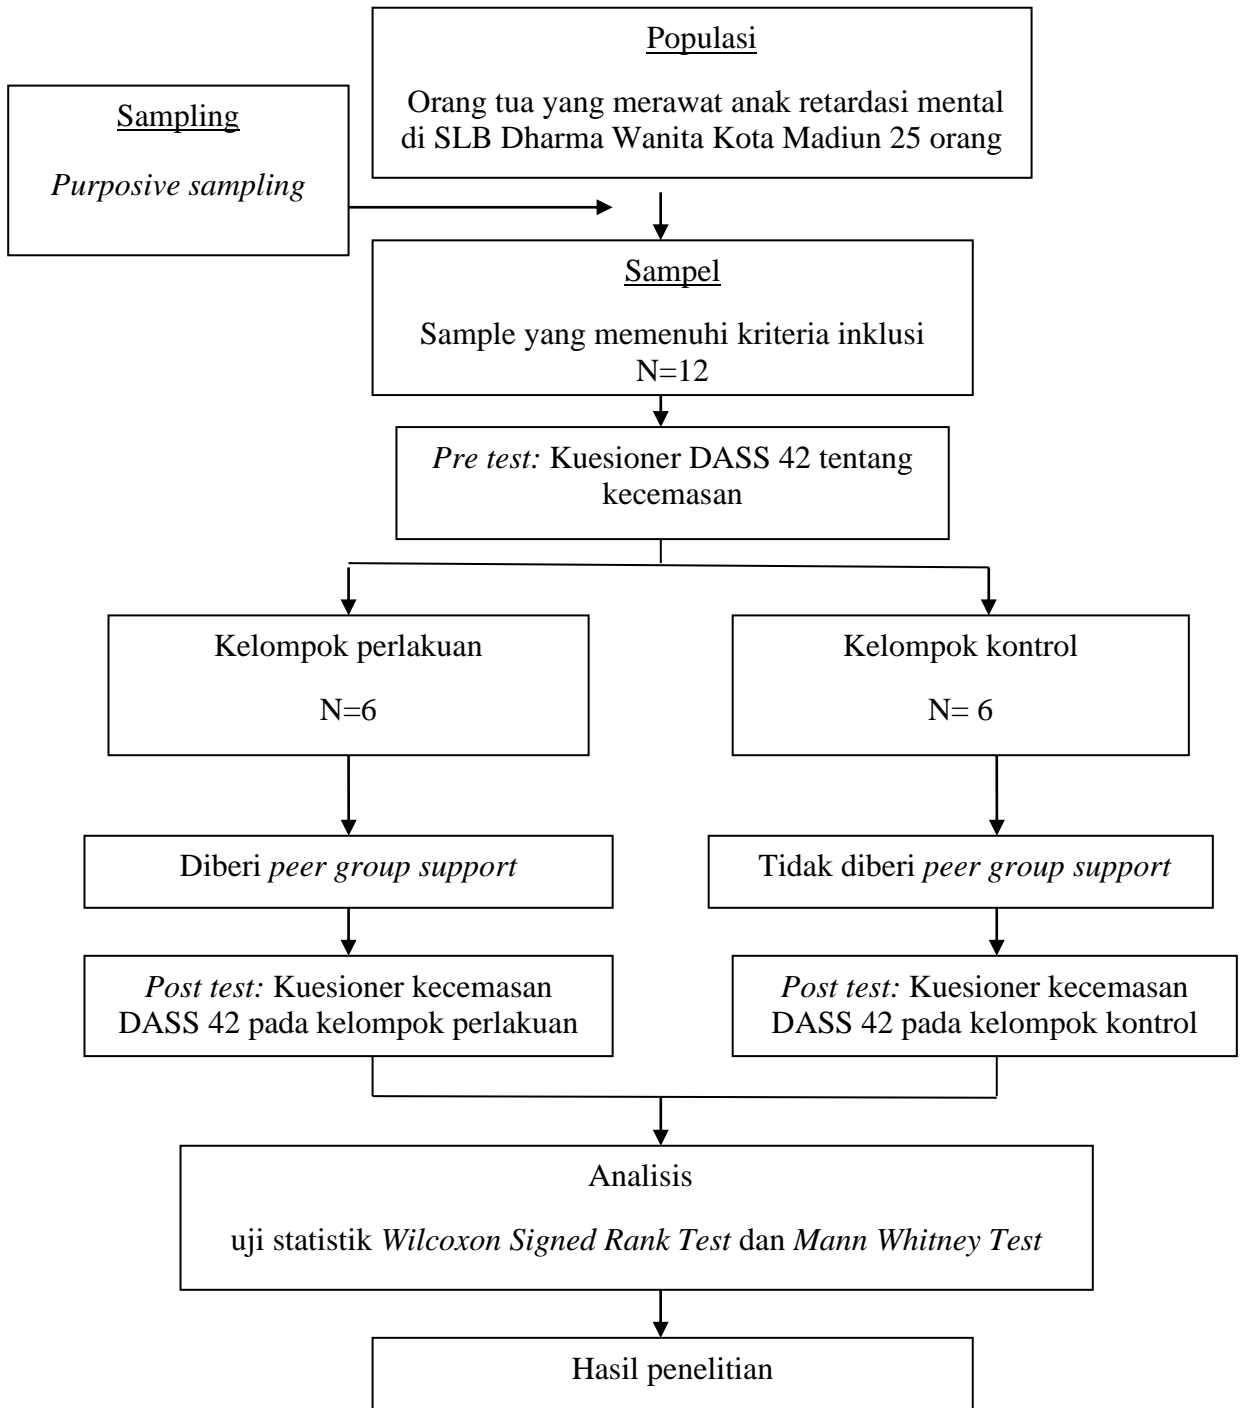 Populasi
Orang tua yang merawat anak retardasi mental
di SLB Dharma Wanita Kota Madiun 25 orang
Sampling
Purposive sampling
Sampel
Sample yang memenuhi kriteria inklusi
N=12
Pre test: Kuesioner DASS 42 tentang
kecemasan
Kelompok perlakuan
N=6
Kelompok kontrol
N= 6
Diberi peer group support
Tidak diberi peer group support
Post test: Kuesioner kecemasan
DASS 42 pada kelompok perlakuan
Post test: Kuesioner kecemasan
DASS 42 pada kelompok kontrol
Analisis
uji statistik Wilcoxon Signed Rank Test dan Mann Whitney Test
Hasil penelitian